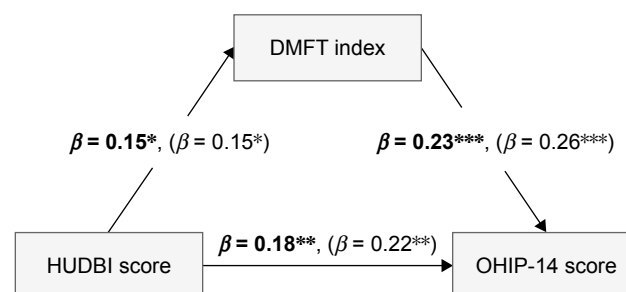 DMFT index
β = 0.15*, (β = 0.15*)
β = 0.23***, (β = 0.26***)
β = 0.18**, (β = 0.22**)
HUDBI score
OHIP-14 score